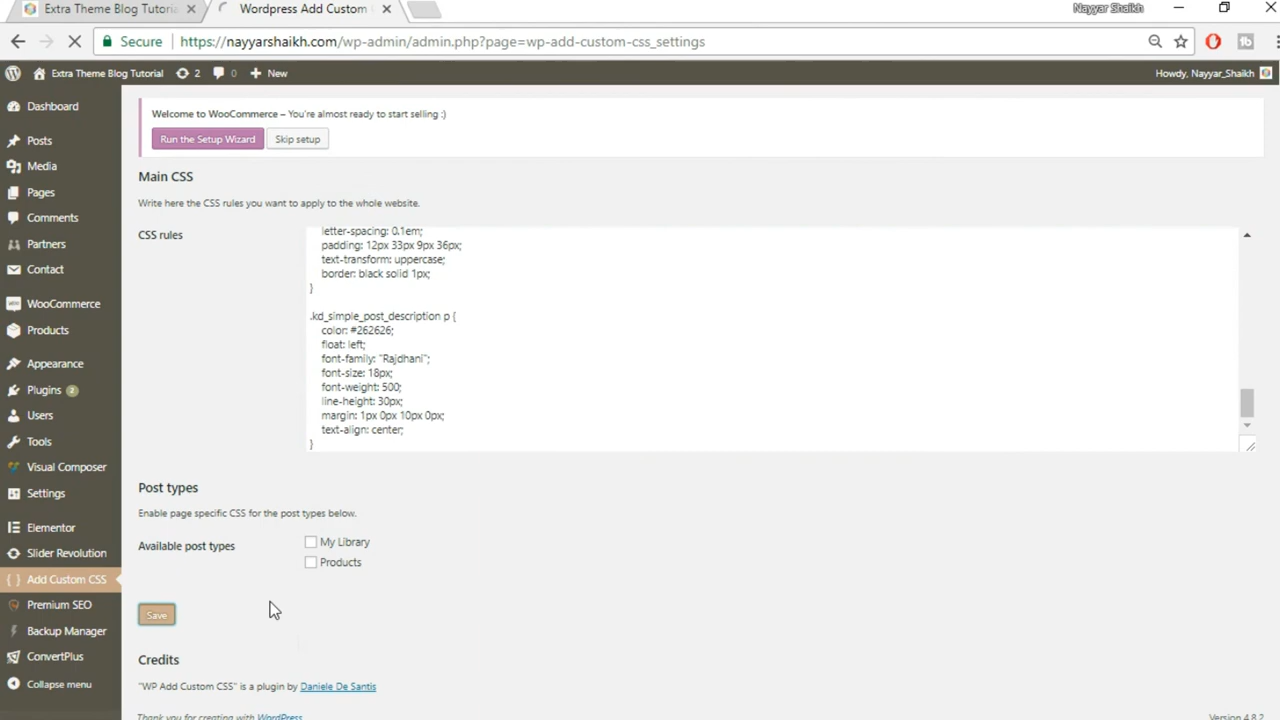 Extra Theme Blog Tutoria
Wordpress Add Custom
Nayyar Shaikh
Secure
https://nayyarshaikh.com/wp-admin/admin.php?page=wp-add-custom-css_settings
Extra Theme Blog Tutorial
2
0
New
Howdy, Nayyar_Shaikh
Dashboard
Posts
Media
Pages
Comments
Partners
Contact
WooCommerce
Products
Appearance
Plugins 2
Users
Tools
Visual Composer
Settings
Elementor
Slider Revolution
Add Custom CSS
Premium SEO
Backup Manager
ConvertPlus
Collapse menu
Welcome to WooCommerce – You're almost ready to start selling :)
Run the Setup Wizard
Skip setup
Main CSS
Write here the CSS rules you want to apply to the whole website.
CSS rules
letter-spacing: 0.1em;
padding: 12px 33px 9px 36px;
text-transform: uppercase;
border: black solid 1px;
}
.kd_simple_post_description p {
color: #262626;
float: left;
font-family: "Rajdhani";
font-size: 18px;
font-weight: 500;
line-height: 30px;
margin: 1px 0px 10px 0px;
text-align: center;
}
Post types
Enable page specific CSS for the post types below.
Available post types
My Library
Products
Save
Credits
"WP Add Custom CSS" is a plugin by Daniele De Santis
Thank you for creating with WordPress
Version 4.8.2